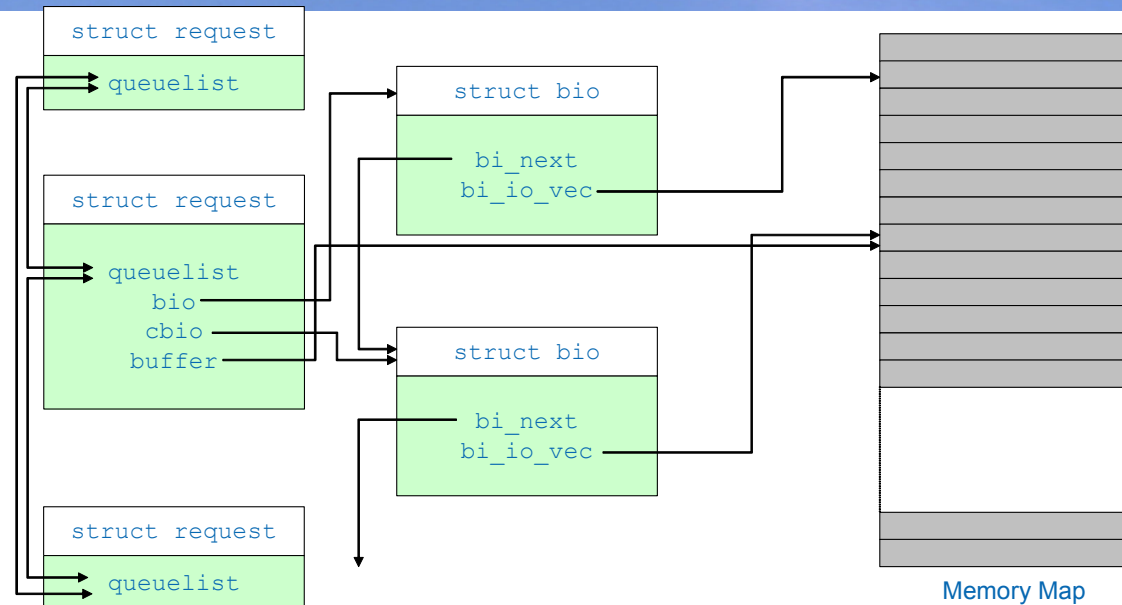 struct request
queuelist
struct request
queuelist
bio
cbio
buffer
struct request
queuelist
struct bio
bi_next
bi_io_vec
struct bio
bi_next
bi_io_vec
Memory Map